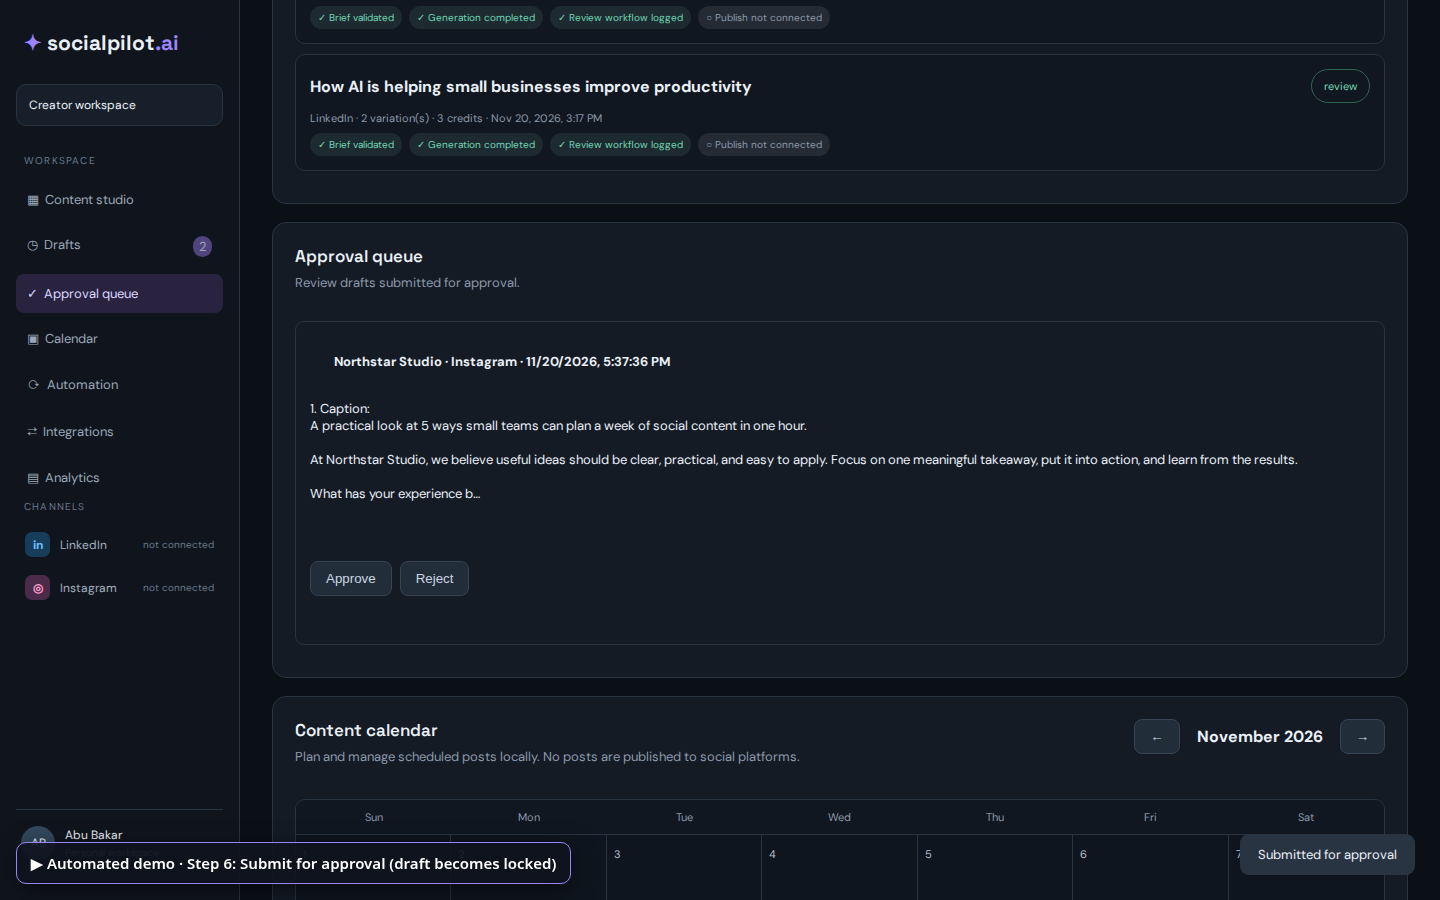 ✦ socialpilot.ai
Creator workspace
WORKSPACE
▦ Content studio
◷ Drafts 2
✓ Approval queue
▣ Calendar
⟳ Automation
⇄ Integrations
▤ Analytics
CHANNELS
in LinkedIn not connected
◎ Instagram not connected
Abu Bakar
✓ Brief validated ✓ Generation completed ✓ Review workflow logged ○ Publish not connected
How AI is helping small businesses improve productivity
review
LinkedIn · 2 variation(s) · 3 credits · Nov 20, 2026, 3:17 PM
✓ Brief validated ✓ Generation completed ✓ Review workflow logged ○ Publish not connected
Approval queue
Review drafts submitted for approval.
Northstar Studio · Instagram · 11/20/2026, 5:37:36 PM
1. Caption:
A practical look at 5 ways small teams can plan a week of social content in one hour.
At Northstar Studio, we believe useful ideas should be clear, practical, and easy to apply. Focus on one meaningful takeaway, put it into action, and learn from the results.
What has your experience b...
Approve Reject
Content calendar
← November 2026 →
Plan and manage scheduled posts locally. No posts are published to social platforms.
Sun Mon Tue Wed Thu Fri Sat
3 4 5 6 7
▶ Automated demo · Step 6: Submit for approval (draft becomes locked)
Submitted for approval